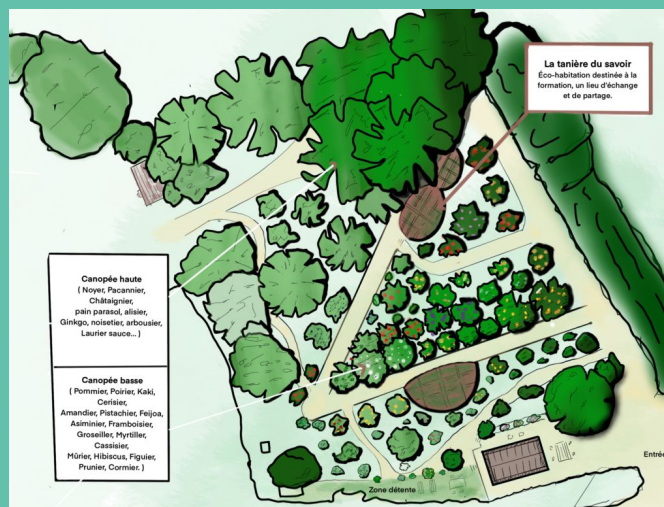 La tanière du savoir
Éco-habitation destinée à la
formation, un lieu d'échange
et de partage.
Canopée haute
( Noyer, Pacannier,
Châtaignier,
pain parasol, alisier,
Ginkgo, noisetier, arbousier,
Laurier sauce... )
Canopée basse
( Pommier, Poirier, Kaki,
Cerisier,
Amandier, Pistachier, Feijoa,
Asiminier, Framboisier,
Groseiller, Myrtiller,
Cassisier,
Mûrier, Hibiscus, Figuier,
Prunier, Cormier. )
Zone détente
Entrée